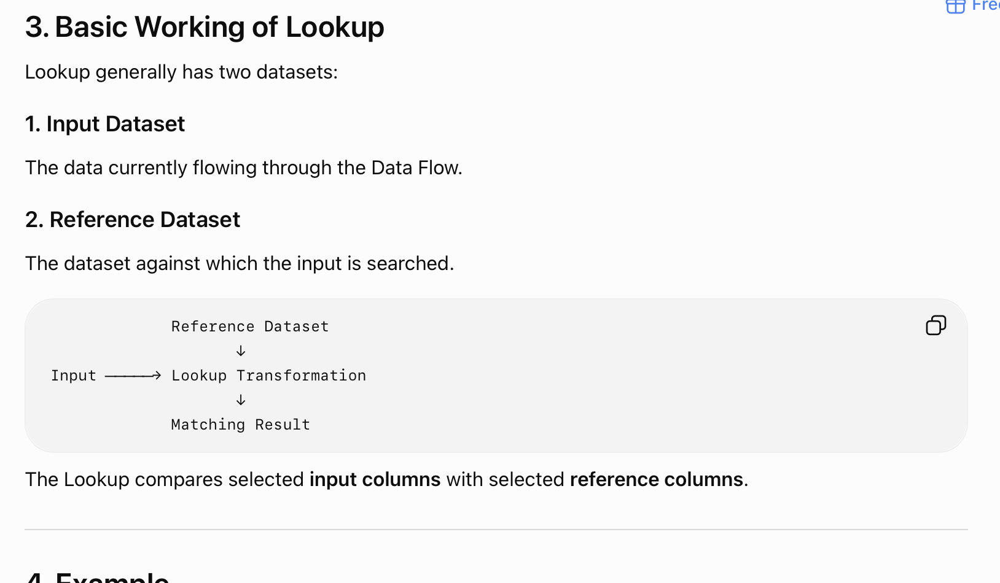 Free
3. Basic Working of Lookup
Lookup generally has two datasets:
1. Input Dataset
The data currently flowing through the Data Flow.
2. Reference Dataset
The dataset against which the input is searched.
Reference Dataset
↓
Input ———→ Lookup Transformation
↓
Matching Result
The Lookup compares selected input columns with selected reference columns.
4. Example